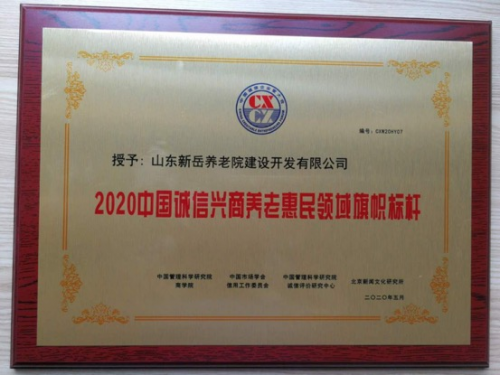 CX
CZ
编号:
授予:山东新岳养老院建设开发有限公司
2020中国诚信兴商养老惠民领域旗帜标杆
中国管理科学研究院 中国市场学会 中国管理科学研究院 北京新闻文化研究所
商学院 信用工作委员会 诚信评价研究中心 二〇二〇年五月